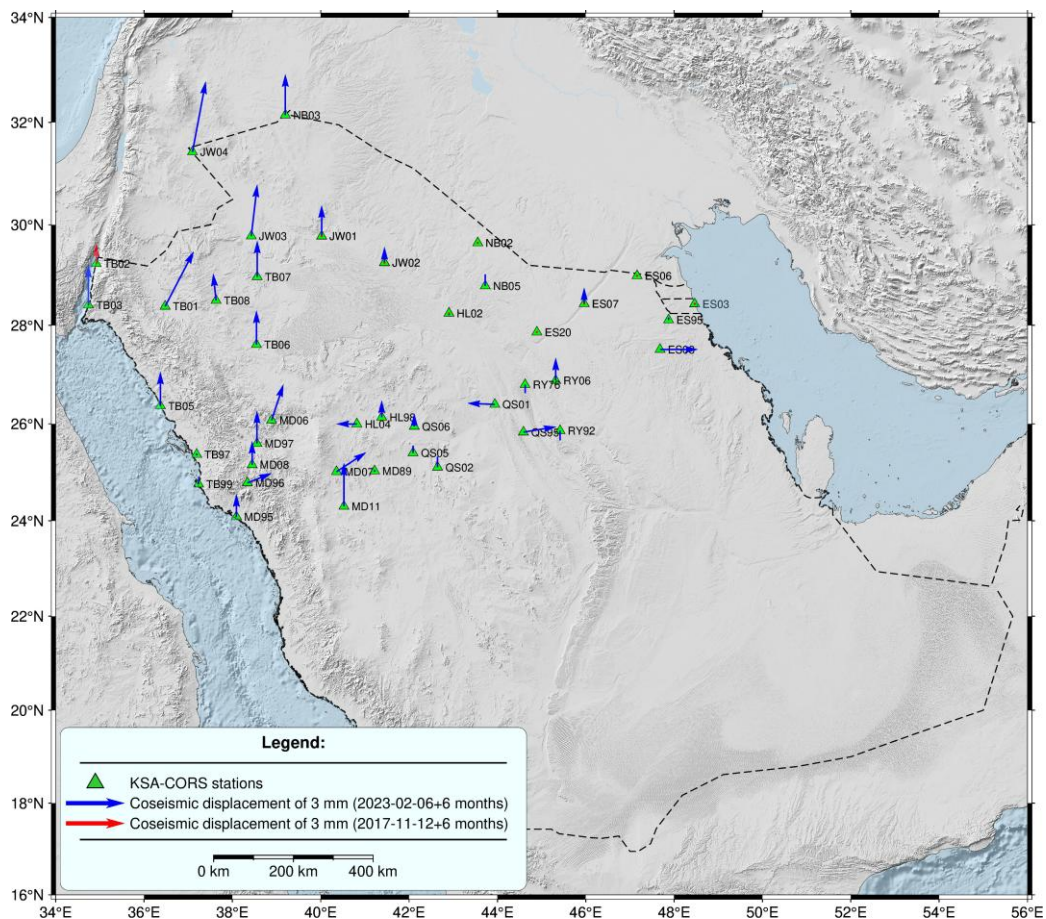 34°N
32°N
30°N
28°N
26°N
24°N
22°N
20°N
18°N
16°N
NB03
JW04
JW03
JW01
NB02
TB02
JW02
TB07
ES06
NB05
TB03
TB01
TB08
HL02
ES07
ES03
ES95
ES20
TB06
ES08
RY06
RY78
TB05
QS01
MD06
HL04
HL98
QS06
QS95
RY92
MD97
TB97
QS05
MD08
QS02
MD07
MD89
TB99
MD96
MD11
MD95
Legend:
KSA-CORS stations
Coseismic displacement of 3 mm (2023-02-06+6 months)
Coseismic displacement of 3 mm (2017-11-12+6 months)
0 km 200 km 400 km
34°E 36°E 38°E 40°E 42°E 44°E 46°E 48°E 50°E 52°E 54°E 56°E